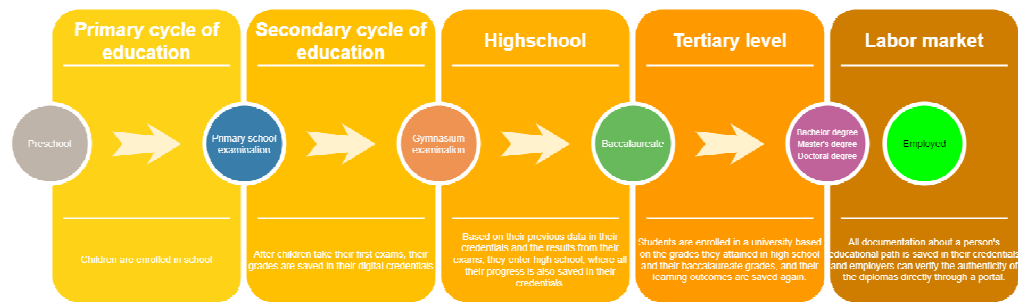 Primary cycle of
education
Secondary cycle of
education
Highschool
Tertiary level
Labor market
Preschool
Primary school
examination
Gymnasium
examination
Baccalaureate
Bachelor degree
Master's degree
Doctoral degree
Employed
Children are enrolled in school.
After children take their first exams, their
grades are saved in their digital credentials.
Based on their previous data in their
credentials and the results from their
exams, they enter high school, where all
their progress is also saved in their
credentials.
Students are enrolled in a university based
on the grades they attained in high school
and their baccalaureate grades, and their
learning outcomes are saved again.
All documentation about a person's
educational path is saved in their credentials
and employers can verify the authenticity of
the diplomas directly through a portal.